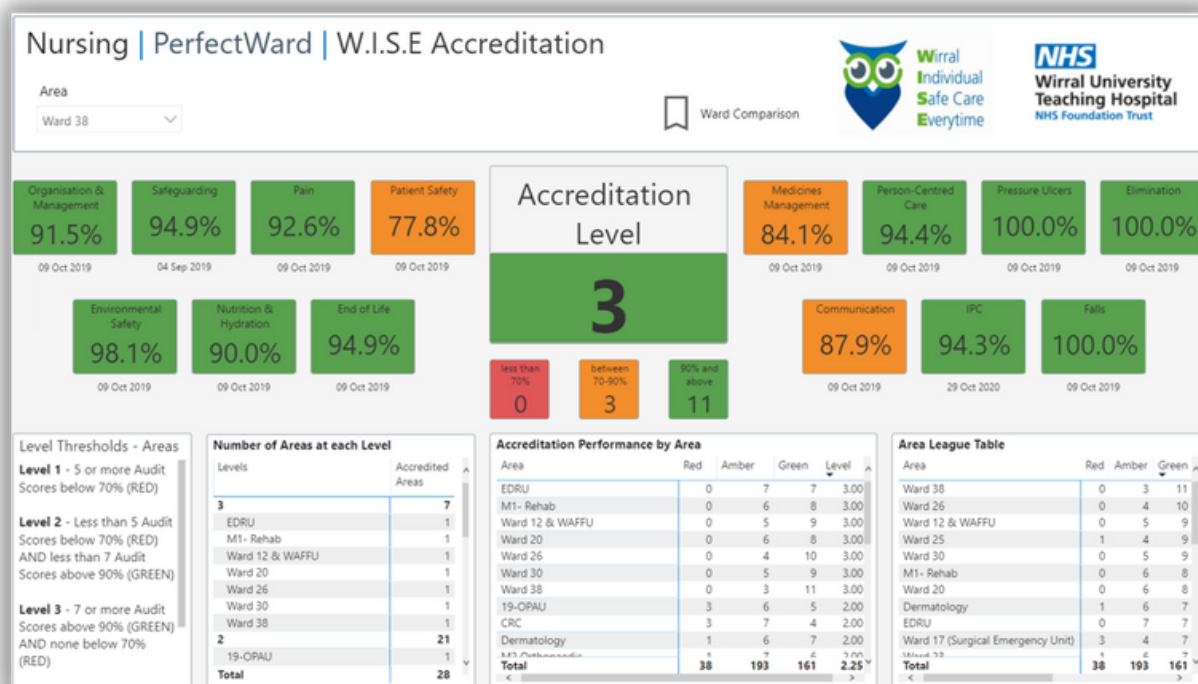 Nursing | PerfectWard | W.I.S.E Accreditation
Area
Ward 38
Ward Comparison
Wirral
Individual
Safe Care
Everytime
NHS
Wirral University
Teaching Hospital
NHS Foundation Trust
Organisation &
Management
91.5%
09 Oct 2019
Safeguarding
94.9%
04 Sep 2019
Pain
92.6%
09 Oct 2019
Patient Safety
77.8%
09 Oct 2019
Environmental
Safety
98.1%
09 Oct 2019
Nutrition &
Hydration
90.0%
09 Oct 2019
End of Life
94.9%
09 Oct 2019
Accreditation
Level
3
less than
70%
0
between
70-90%
3
90% and
above
11
Medicines
Management
84.1%
09 Oct 2019
Person-Centred
Care
94.4%
09 Oct 2019
Pressure Ulcers
100.0%
09 Oct 2019
Elimination
100.0%
09 Oct 2019
Communication
87.9%
09 Oct 2019
IPC
94.3%
29 Oct 2020
Falls
100.0%
09 Oct 2019
Level Thresholds - Areas
Level 1 - 5 or more Audit
Scores below 70% (RED)
Level 2 - Less than 5 Audit
Scores below 70% (RED)
AND less than 7 Audit
Scores above 90% (GREEN)
Level 3 - 7 or more Audit
Scores above 90% (GREEN)
AND none below 70%
(RED)
Number of Areas at each Level
Levels Accredited
Areas
3 7
EDRU 1
M1- Rehab 1
Ward 12 & WAFFU 1
Ward 20 1
Ward 26 1
Ward 30 1
Ward 38 1
2 21
19-OPAU 1
Total 28
Accreditation Performance by Area
Area Red Amber Green Level
EDRU 0 7 7 3.00
M1- Rehab 0 6 8 3.00
Ward 12 & WAFFU 0 5 9 3.00
Ward 20 0 6 8 3.00
Ward 26 0 4 10 3.00
Ward 30 0 5 9 3.00
Ward 38 0 3 11 3.00
19-OPAU 3 6 5 2.00
CRC 3 7 4 2.00
Dermatology 1 6 7 2.00
M2 Orthopaedic 1 7 6 2.00
Total 38 193 161 2.25
Area League Table
Area Red Amber Green
Ward 38 0 3 11
Ward 26 0 4 10
Ward 12 & WAFFU 0 5 9
Ward 25 1 4 9
Ward 30 0 5 9
M1- Rehab 0 6 8
Ward 20 0 6 8
Dermatology 1 6 7
EDRU 0 7 7
Ward 17 (Surgical Emergency Unit) 3 4 7
Total 38 193 161